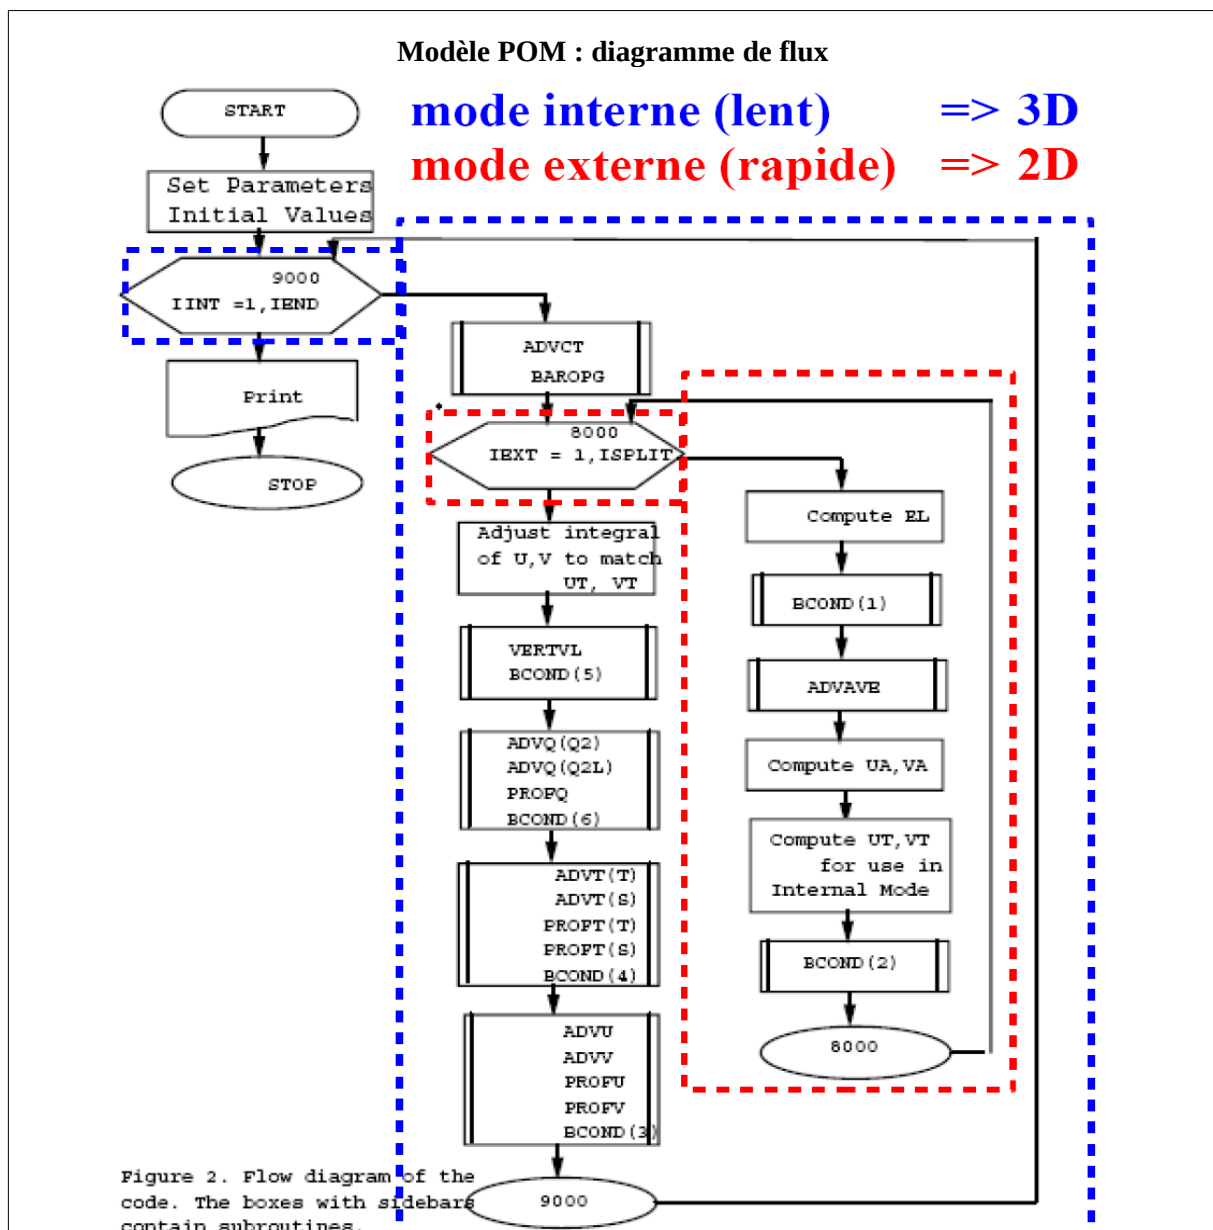 Modèle POM : diagramme de flux
mode interne (lent) => 3D
mode externe (rapide) => 2D
START
Set Parameters
Initial Values
9000
IINT =1,IEND
Print
STOP
ADVCT
BAROPG
8000
IEXT = 1,ISPLIT
Adjust integral
of U,V to match
UT, VT
VERTVL
BCOND(5)
ADVQ(Q2)
ADVQ(Q2L)
PROFQ
BCOND(6)
ADVT(T)
ADVT(S)
PROFT(T)
PROFT(S)
BCOND(4)
ADVU
ADVV
PROFU
PROFV
BCOND(3)
9000
Compute EL
BCOND(1)
ADVAVE
Compute UA,VA
Compute UT,VT
for use in
Internal Mode
BCOND(2)
8000
Figure 2. Flow diagram of the
code. The boxes with sidebars
contain subroutines.